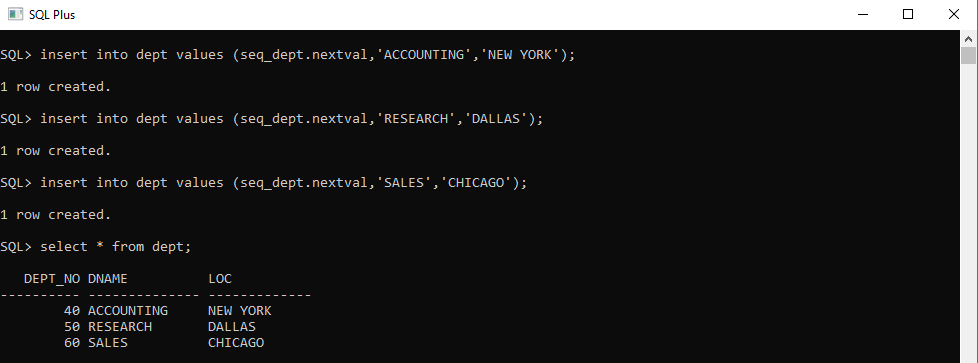 SQL Plus
SQL> insert into dept values (seq_dept.nextval,'ACCOUNTING','NEW YORK');
1 row created.
SQL> insert into dept values (seq_dept.nextval,'RESEARCH','DALLAS');
1 row created.
SQL> insert into dept values (seq_dept.nextval,'SALES','CHICAGO');
1 row created.
SQL> select * from dept;
   DEPT_NO DNAME          LOC
---------- -------------- -------------
        40 ACCOUNTING     NEW YORK
        50 RESEARCH       DALLAS
        60 SALES          CHICAGO